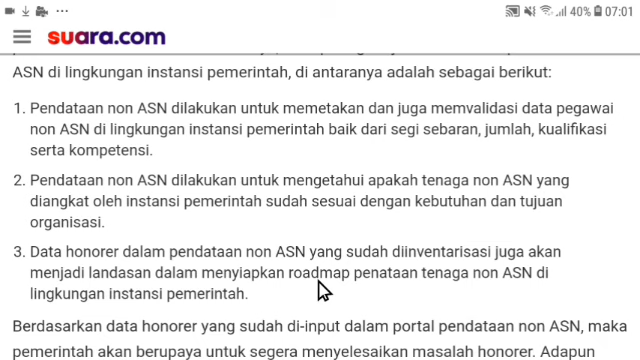 40% 07:01
suara.com
ASN di lingkungan instansi pemerintah, di antaranya adalah sebagai berikut:
1. Pendataan non ASN dilakukan untuk memetakan dan juga memvalidasi data pegawai
non ASN di lingkungan instansi pemerintah baik dari segi sebaran, jumlah, kualifikasi
serta kompetensi.
2. Pendataan non ASN dilakukan untuk mengetahui apakah tenaga non ASN yang
diangkat oleh instansi pemerintah sudah sesuai dengan kebutuhan dan tujuan
organisasi.
3. Data honorer dalam pendataan non ASN yang sudah diinventarisasi juga akan
menjadi landasan dalam menyiapkan roadmap penataan tenaga non ASN di
lingkungan instansi pemerintah.
Berdasarkan data honorer yang sudah di-input dalam portal pendataan non ASN, maka
pemerintah akan berupaya untuk segera menyelesaikan masalah honorer. Adapun